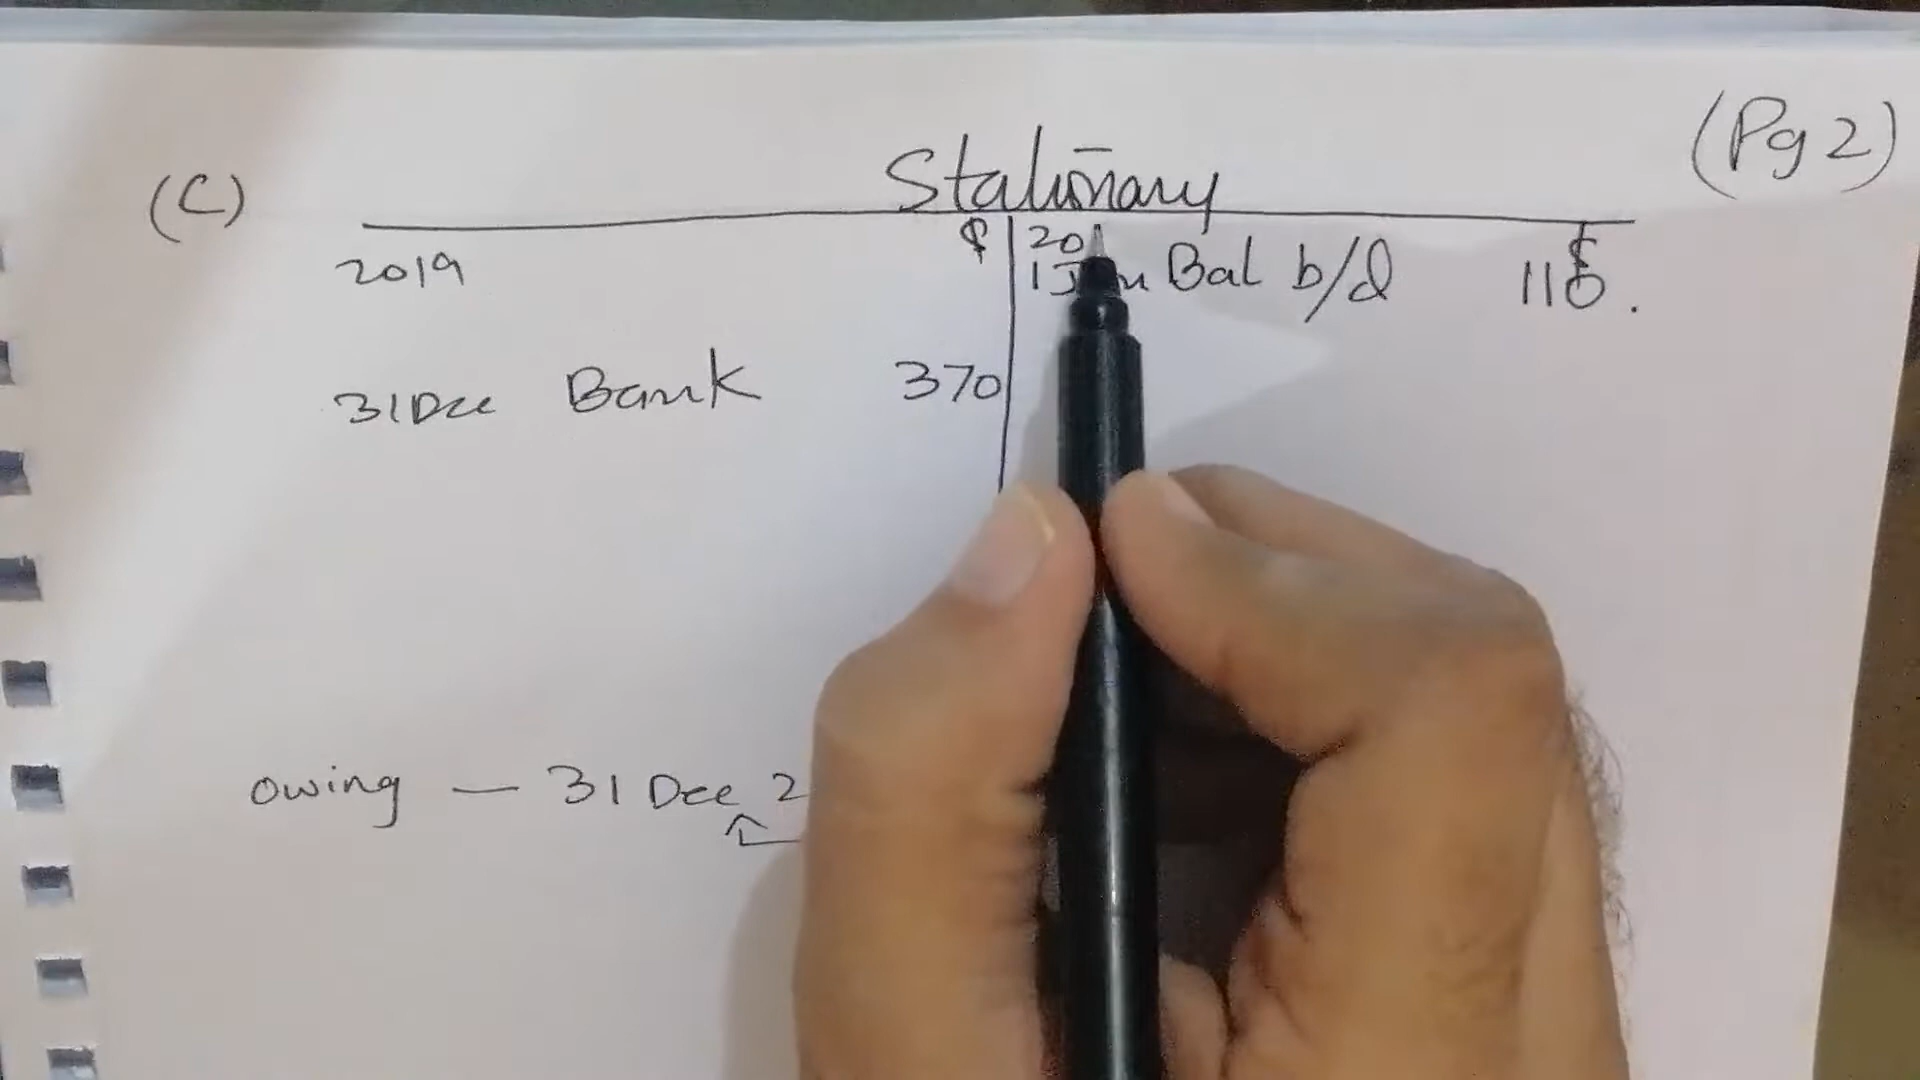 (Pg 2)
(C)
Stationary
2019 $
31 Dec Bank 370
20 $
Bal b/d 110.
owing — 31 Dec 2